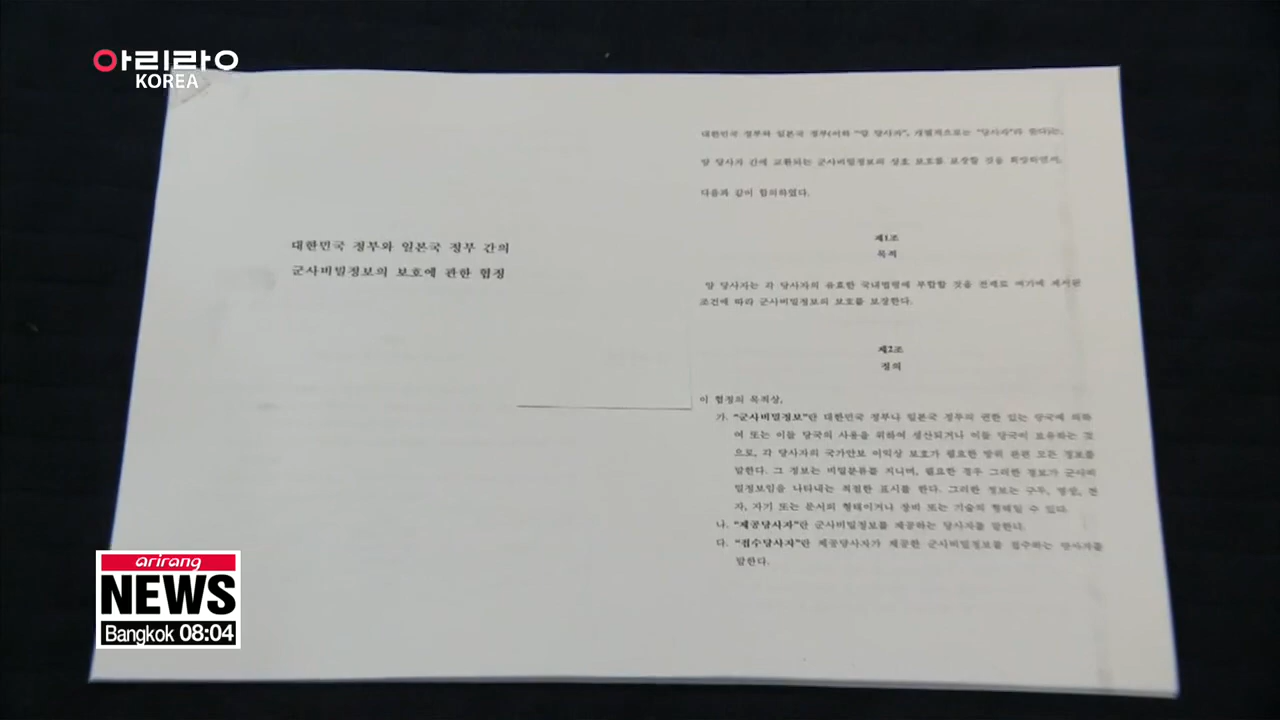 아리랑
KOREA
대한민국 정부와 일본국 정부 간의
군사비밀정보의 보호에 관한 협정
대한민국 정부와 일본국 정부(이하 “양 당사자”, 개별적으로는 “당사자”라 한다)는,
양 당사자 간에 교환되는 군사비밀정보의 상호 보호를 보장할 것을 희망하면서,
다음과 같이 합의하였다.
제1조
목적
양 당사자는 각 당사자의 유효한 국내법령에 부합할 것을 전제로 여기에 제시된
조건에 따라 군사비밀정보의 보호를 보장한다.
제2조
정의
이 협정의 목적상,
가. “군사비밀정보”란 대한민국 정부나 일본국 정부의 권한 있는 당국에 의하
여 또는 이들 당국의 사용을 위하여 생산되거나 이들 당국이 보유하는 것
으로, 각 당사자의 국가안보 이익상 보호가 필요한 방위 관련 모든 정보를
말한다. 그 정보는 비밀분류를 지니며, 필요한 경우 그러한 정보가 군사비
밀정보임을 나타내는 적절한 표시를 한다. 그러한 정보는 구두, 영상, 전
자, 자기 또는 문서의 형태이거나 장비 또는 기술의 형태일 수 있다.
나. “제공당사자”란 군사비밀정보를 제공하는 당사자를 말한다.
다. “접수당사자”란 제공당사자가 제공한 군사비밀정보를 접수하는 당사자를
말한다.
arirang
NEWS
Bangkok 08:04